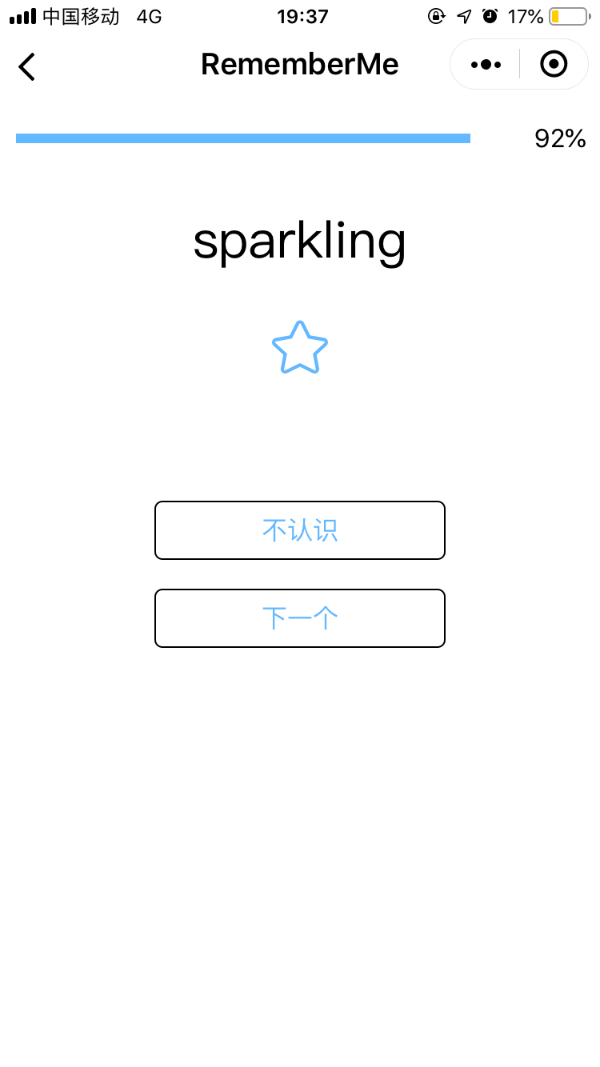 中国移动 4G 19:37 17%
RememberMe
92%
sparkling
不认识
下一个